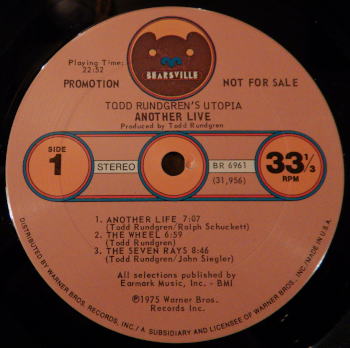 BEARSVILLE
Playing Time:
22:52
PROMOTION NOT FOR SALE
TODD RUNDGREN'S UTOPIA
ANOTHER LIVE
Produced by Todd Rundgren
SIDE
1
STEREO
BR 6961
(31,956)
33 1/3
RPM
1. ANOTHER LIFE 7:07
(Todd Rundgren/Ralph Schuckett)
2. THE WHEEL 6:59
(Todd Rundgren)
3. THE SEVEN RAYS 8:46
(Todd Rundgren/John Siegler)
All selections published by
Earmark Music, Inc. - BMI
℗1975 Warner Bros.
Records Inc.
DISTRIBUTED BY WARNER BROS. RECORDS, INC./A SUBSIDIARY AND LICENSEE OF WARNER BROS. INC./MADE IN U.S.A.